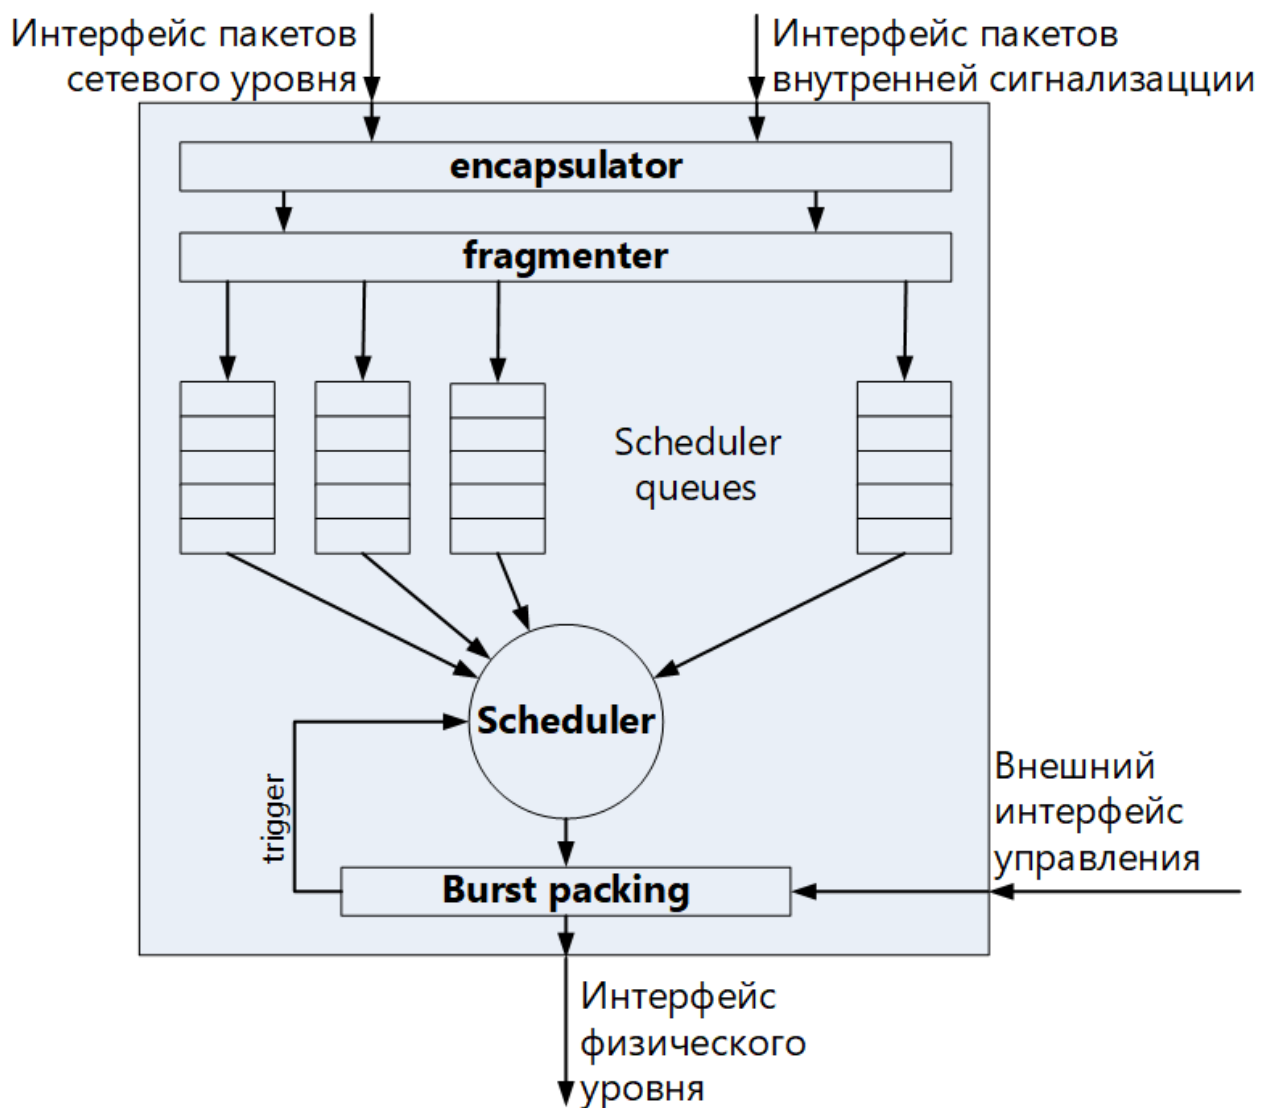 Интерфейс пакетов
сетевого уровня
Интерфейс пакетов
внутренней сигнализацции
encapsulator
fragmenter
Scheduler
queues
Scheduler
trigger
Внешний
интерфейс
управления
Burst packing
Интерфейс
физического
уровня